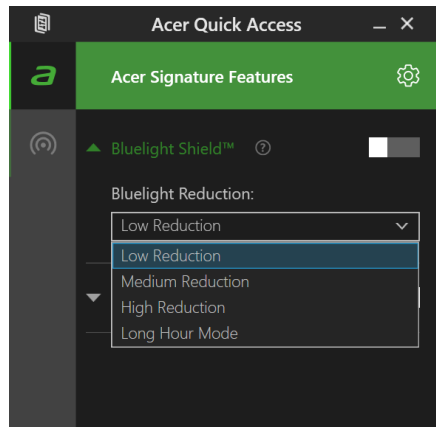 Acer Quick Access
a
Acer Signature Features
Bluelight Shield™ ?
Bluelight Reduction:
Low Reduction
Low Reduction
Medium Reduction
High Reduction
Long Hour Mode